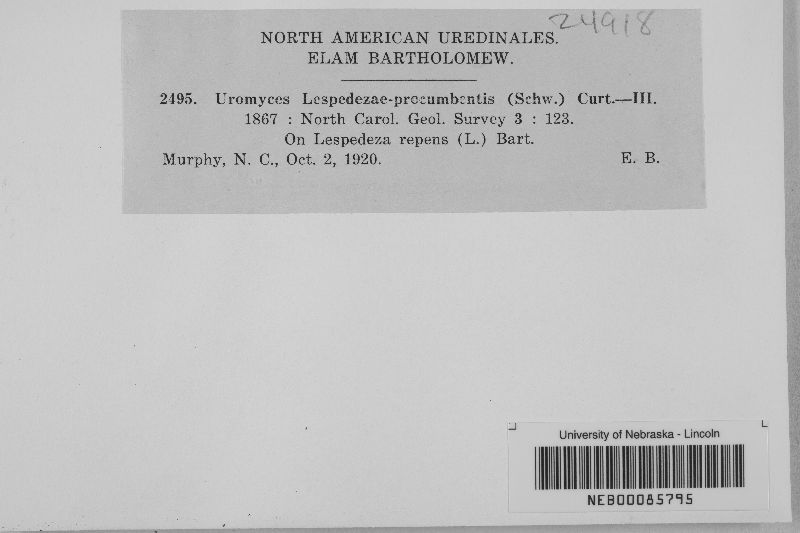 24918
NORTH AMERICAN UREDINALES.
ELAM BARTHOLOMEW.
2495. Uromyces Lespedezae-procumbentis (Schw.) Curt.—III.
1867 : North Carol. Geol. Survey 3 : 123.
On Lespedeza repens (L.) Bart.
Murphy, N. C., Oct. 2, 1920. E. B.
University of Nebraska - Lincoln
NEB00085795